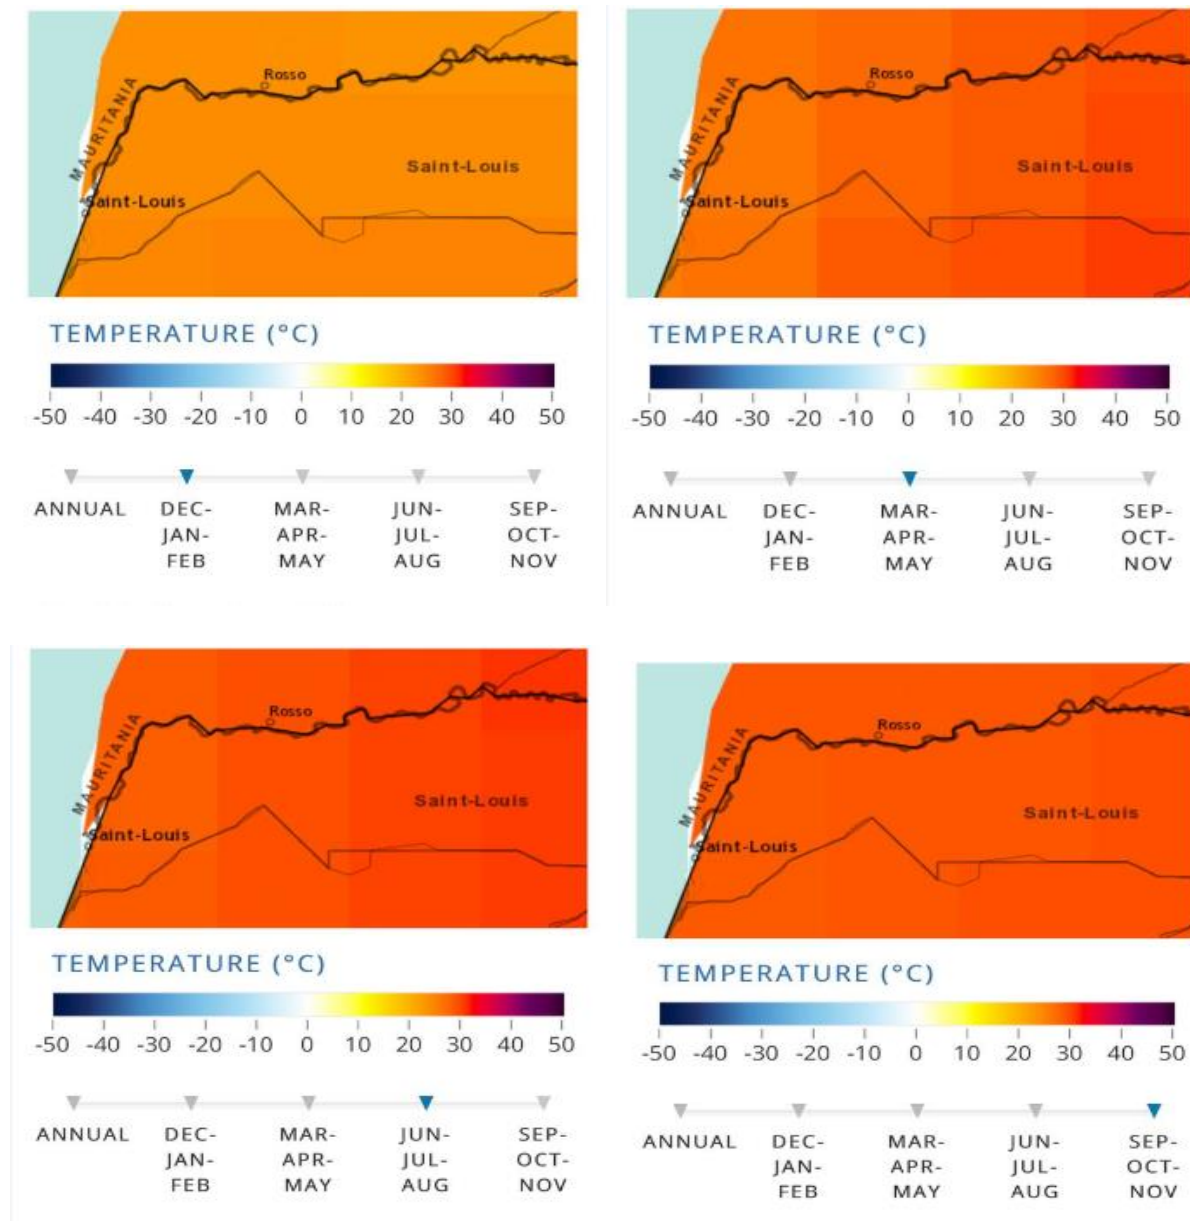 Rosso
MAURITANIA
Saint-Louis
Saint-Louis
TEMPERATURE (°C)
-50 -40 -30 -20 -10 0 10 20 30 40 50
ANNUAL DEC- MAR- JUN- SEP-
JAN- APR- JUL- OCT-
FEB MAY AUG NOV
Rosso
MAURITANIA
Saint-Louis
Saint-Louis
TEMPERATURE (°C)
-50 -40 -30 -20 -10 0 10 20 30 40 50
ANNUAL DEC- MAR- JUN- SEP-
JAN- APR- JUL- OCT-
FEB MAY AUG NOV
Rosso
MAURITANIA
Saint-Louis
Saint-Louis
TEMPERATURE (°C)
-50 -40 -30 -20 -10 0 10 20 30 40 50
ANNUAL DEC- MAR- JUN- SEP-
JAN- APR- JUL- OCT-
FEB MAY AUG NOV
Rosso
MAURITANIA
Saint-Louis
Saint-Louis
TEMPERATURE (°C)
-50 -40 -30 -20 -10 0 10 20 30 40 50
ANNUAL DEC- MAR- JUN- SEP-
JAN- APR- JUL- OCT-
FEB MAY AUG NOV